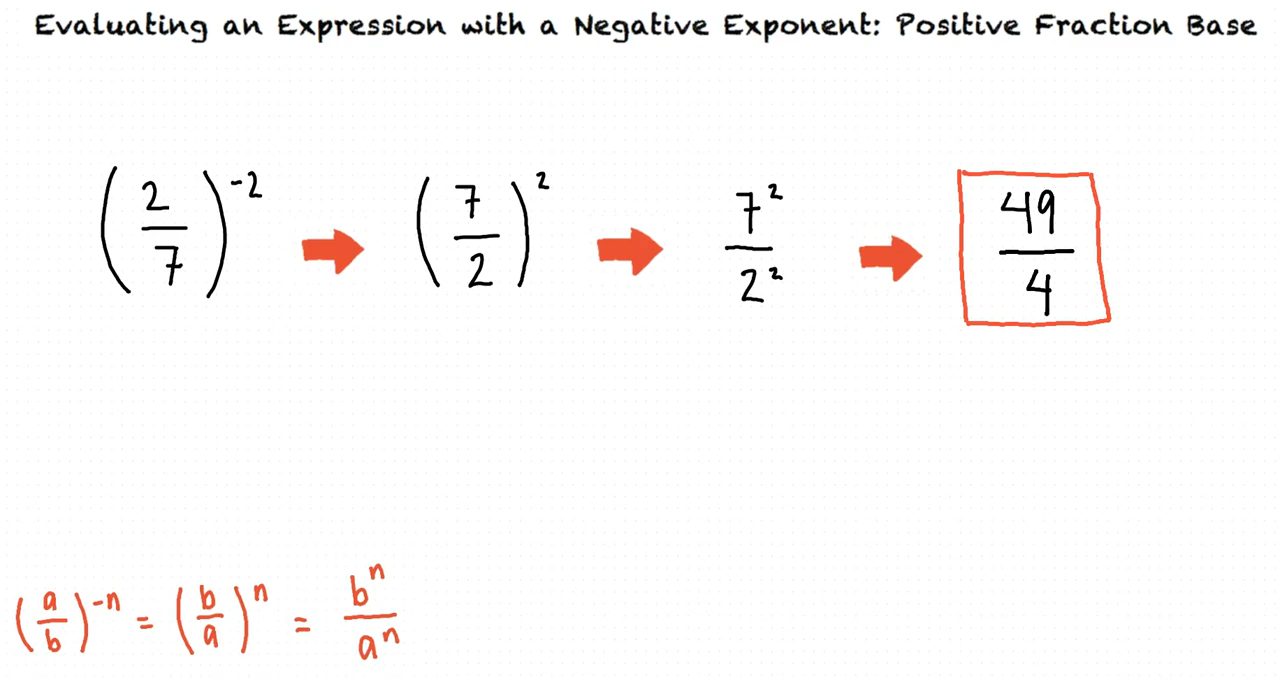 Evaluating an Expression with a Negative Exponent: Positive Fraction Base
(2/7)^-2 (7/2)^2 7^2/2^2 49/4
(a/b)^-n = (b/a)^n = b^n/a^n